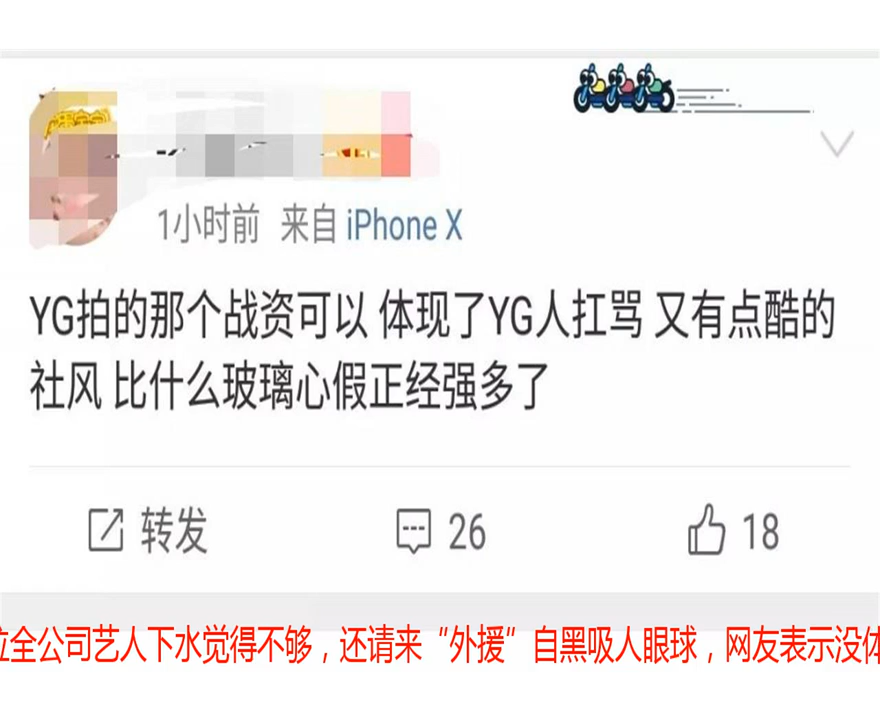 1小时前 来自 iPhone X
YG拍的那个战资可以 体现了YG人扛骂 又有点酷的
社风 比什么玻璃心假正经强多了
转发 26 18
拉全公司艺人下水觉得不够，还请来“外援”自黑吸人眼球，网友表示没体